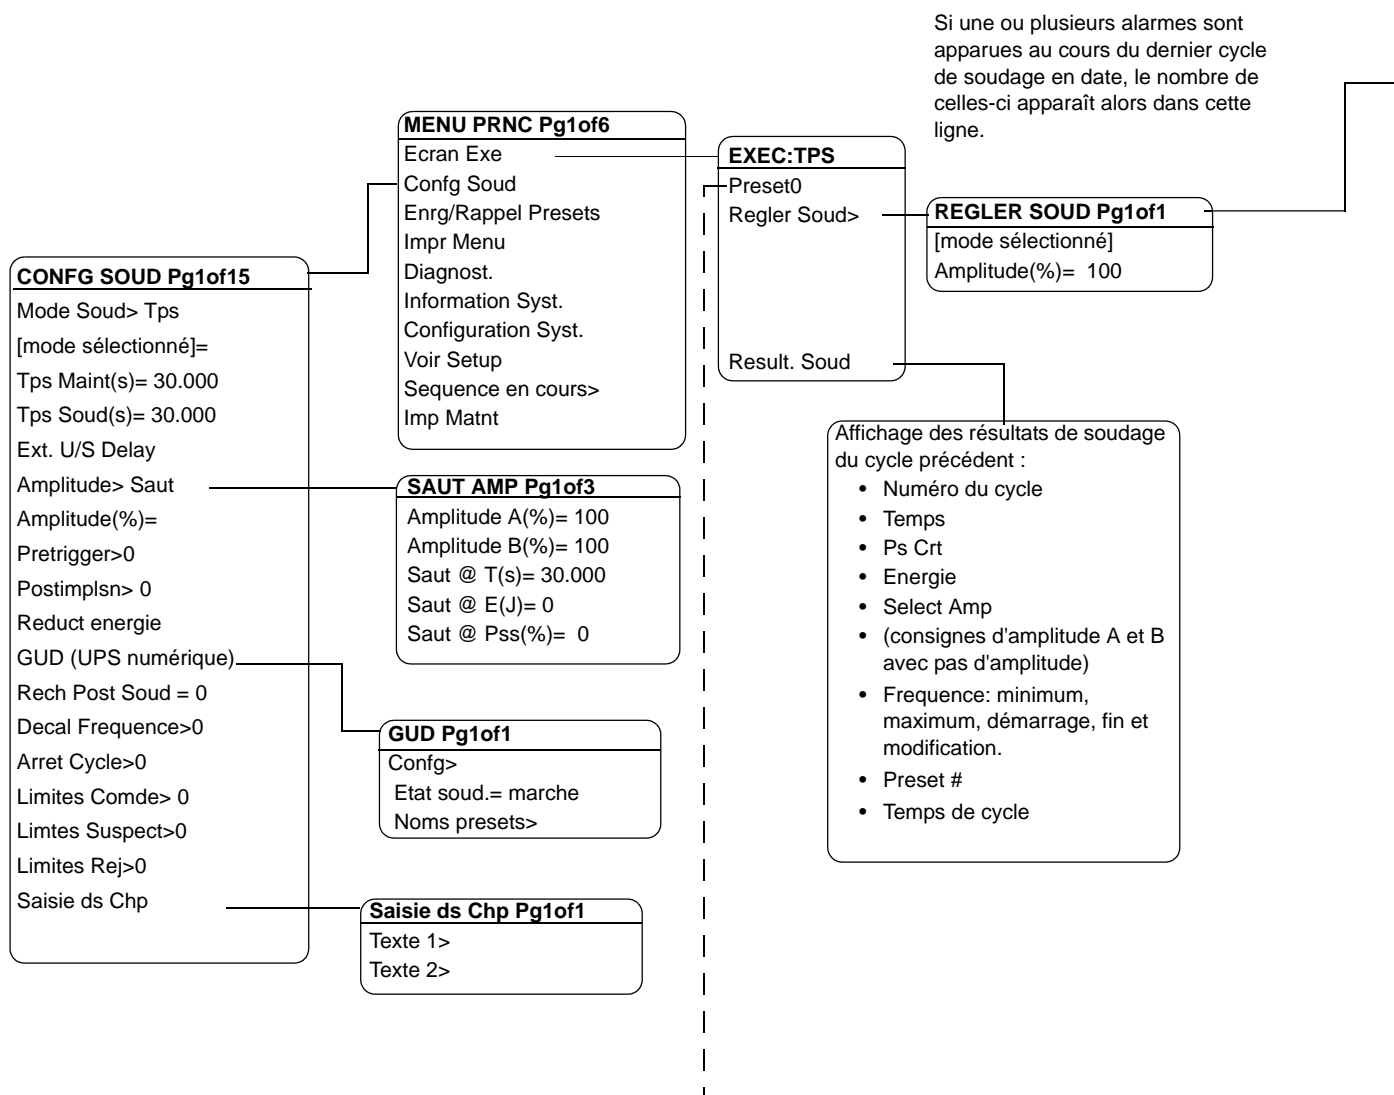 Si une ou plusieurs alarmes sont
apparues au cours du dernier cycle
de soudage en date, le nombre de
celles-ci apparaît alors dans cette
ligne.
MENU PRNC Pg1of6
Ecran Exe
Confg Soud
Enrg/Rappel Presets
Impr Menu
Diagnost.
Information Syst.
Configuration Syst.
Voir Setup
Sequence en cours>
Imp Matnt
EXEC:TPS
Preset0
Regler Soud>
Result. Soud
REGLER SOUD Pg1of1
[mode sélectionné]
Amplitude(%)= 100
CONFG SOUD Pg1of15
Mode Soud> Tps
[mode sélectionné]=
Tps Maint(s)= 30.000
Tps Soud(s)= 30.000
Ext. U/S Delay
Amplitude> Saut
Amplitude(%)=
Pretrigger>0
Postimplsn> 0
Reduct energie
GUD (UPS numérique)
Rech Post Soud = 0
Decal Frequence>0
Arret Cycle>0
Limites Comde> 0
Limtes Suspect>0
Limites Rej>0
Saisie ds Chp
SAUT AMP Pg1of3
Amplitude A(%)= 100
Amplitude B(%)= 100
Saut @ T(s)= 30.000
Saut @ E(J)= 0
Saut @ Pss(%)= 0
GUD Pg1of1
Confg>
Etat soud.= marche
Noms presets>
Saisie ds Chp Pg1of1
Texte 1>
Texte 2>
Affichage des résultats de soudage
du cycle précédent :
• Numéro du cycle
• Temps
• Ps Crt
• Energie
• Select Amp
• (consignes d'amplitude A et B
avec pas d'amplitude)
• Frequence: minimum,
maximum, démarrage, fin et
modification.
• Preset #
• Temps de cycle